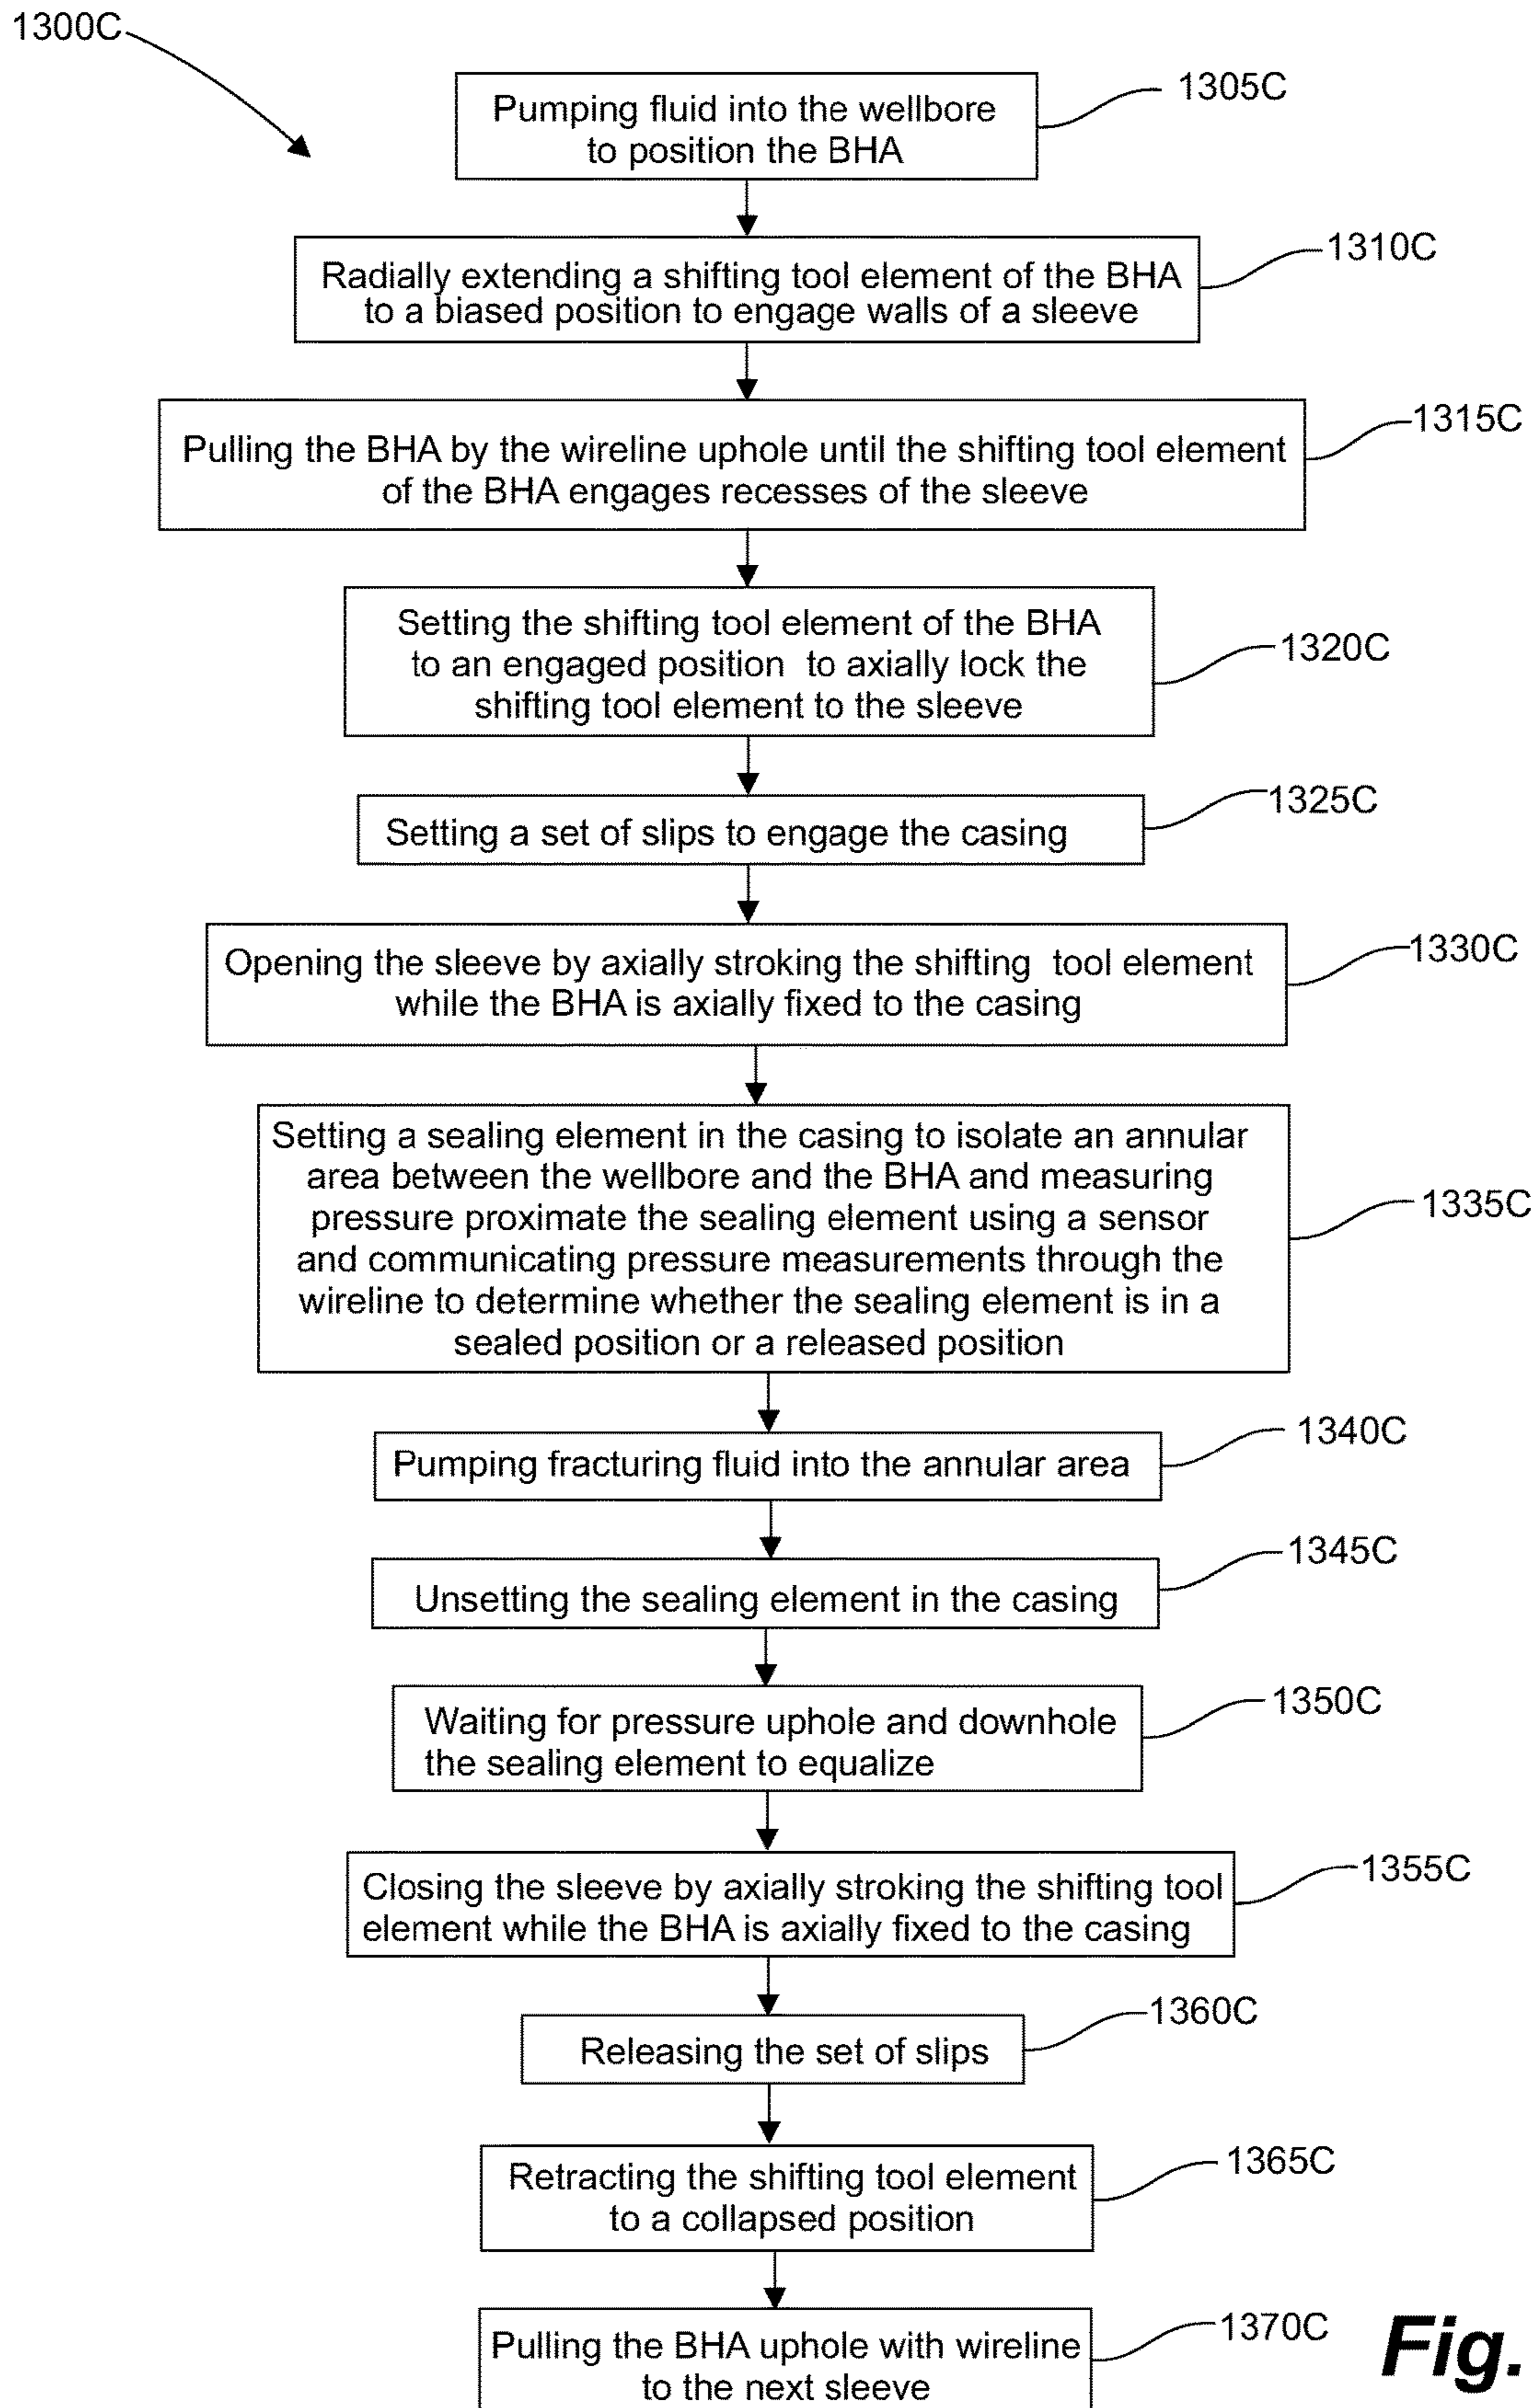 1300C
Pumping fluid into the wellbore
to position the BHA
1305C
Radially extending a shifting tool element of the BHA
to a biased position to engage walls of a sleeve
1310C
Pulling the BHA by the wireline uphole until the shifting tool element
of the BHA engages recesses of the sleeve
1315C
Setting the shifting tool element of the BHA
to an engaged position to axially lock the
shifting tool element to the sleeve
1320C
Setting a set of slips to engage the casing
1325C
Opening the sleeve by axially stroking the shifting tool element
while the BHA is axially fixed to the casing
1330C
Setting a sealing element in the casing to isolate an annular
area between the wellbore and the BHA and measuring
pressure proximate the sealing element using a sensor
and communicating pressure measurements through the
wireline to determine whether the sealing element is in a
sealed position or a released position
1335C
Pumping fracturing fluid into the annular area
1340C
Unsetting the sealing element in the casing
1345C
Waiting for pressure uphole and downhole
the sealing element to equalize
1350C
Closing the sleeve by axially stroking the shifting tool
element while the BHA is axially fixed to the casing
1355C
Releasing the set of slips
1360C
Retracting the shifting tool element
to a collapsed position
1365C
Pulling the BHA uphole with wireline
to the next sleeve
1370C
Fig.